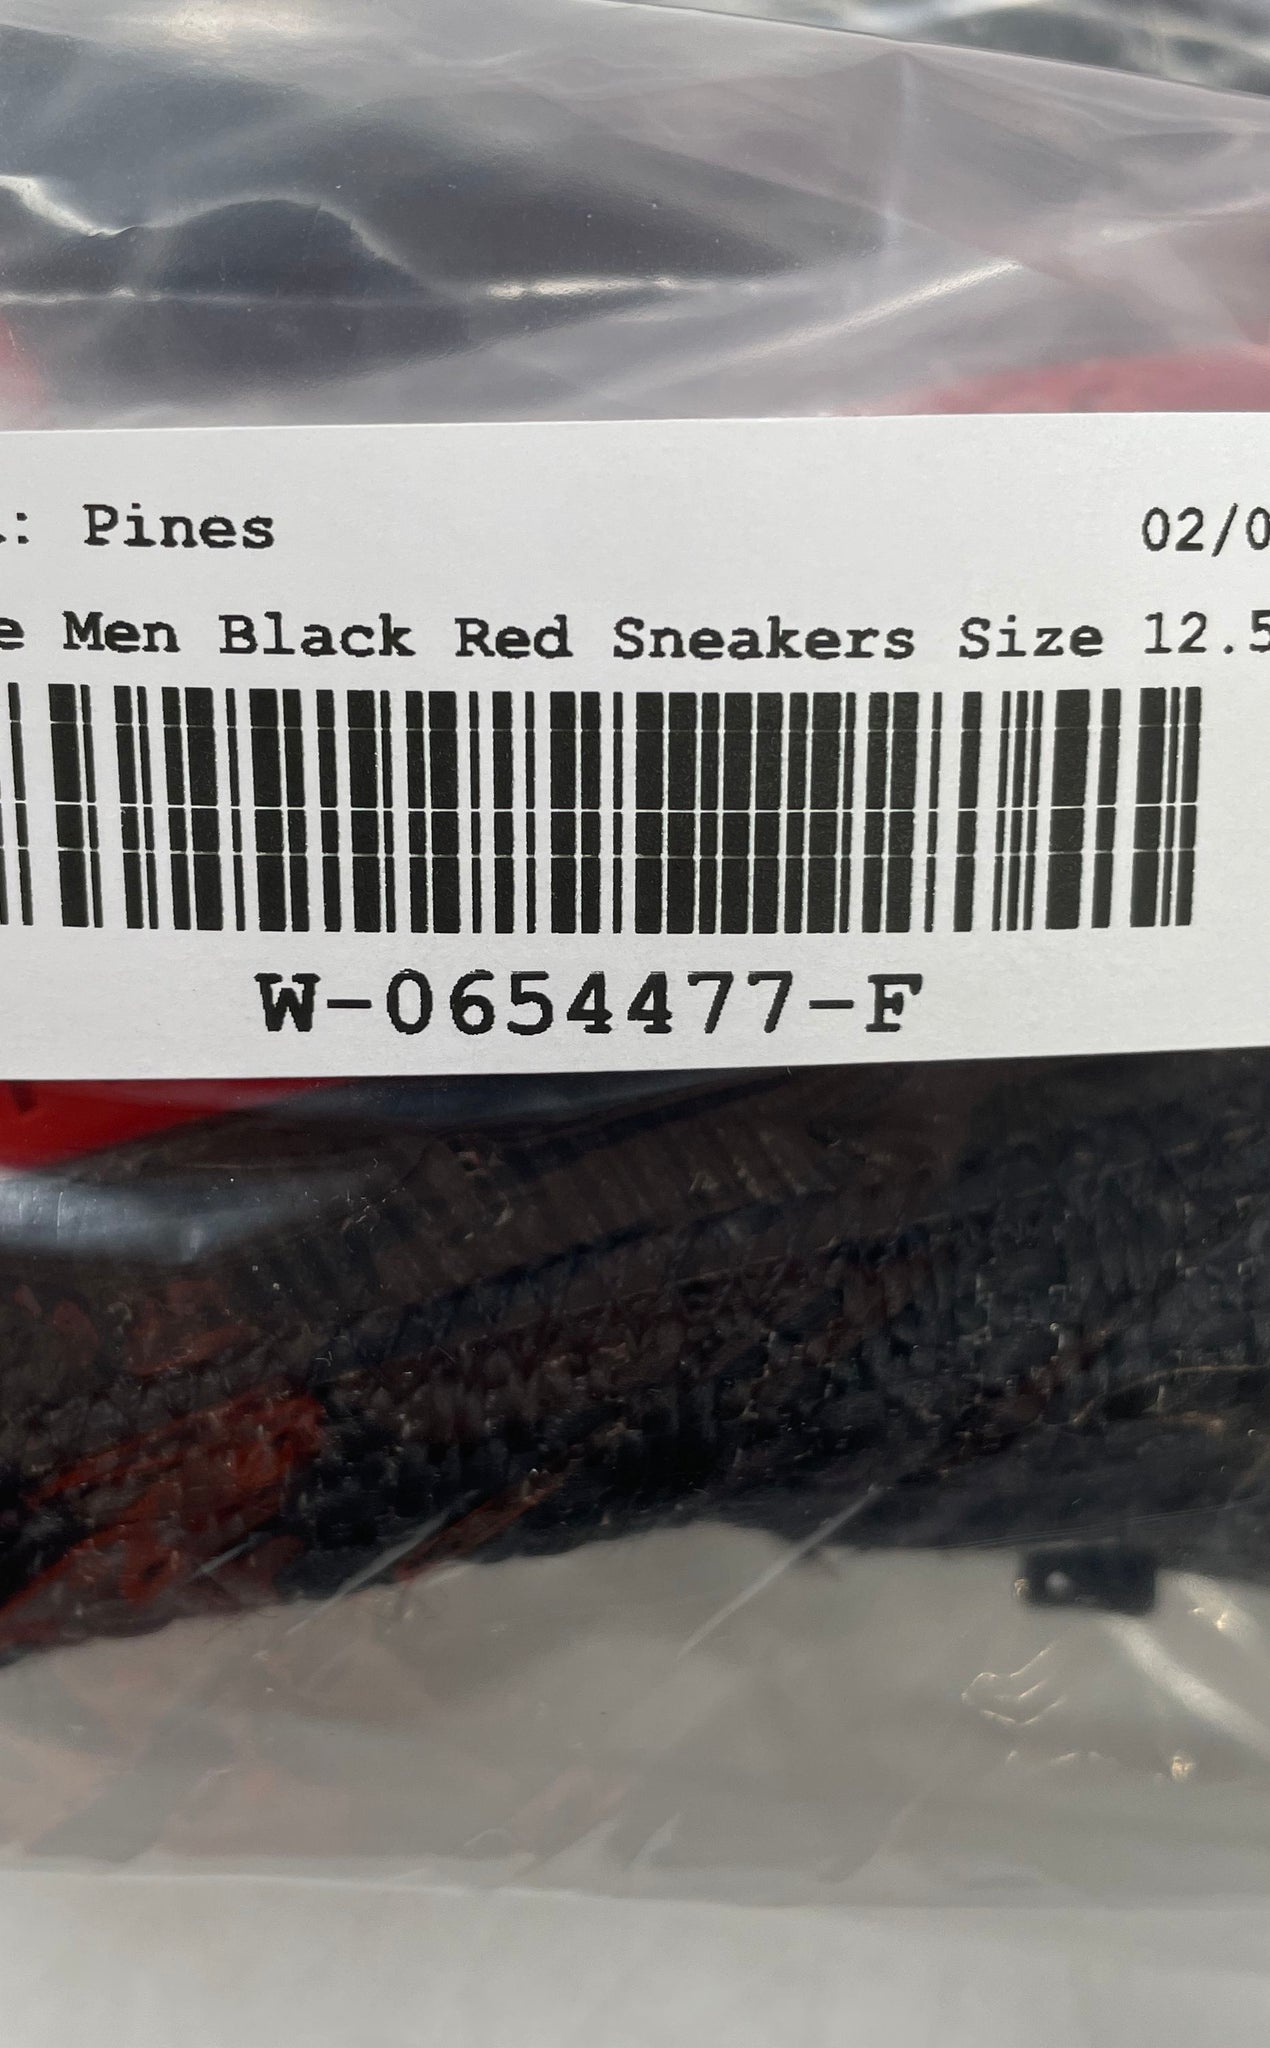 : Pines 02/0
e Men Black Red Sneakers Size 12.5
W-0654477-F